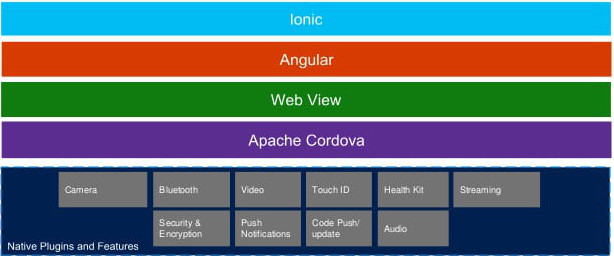 Ionic
Angular
Web View
Apache Cordova
Camera
Bluetooth
Video
Touch ID
Health Kit
Streaming
Security &
Encryption
Push
Notifications
Code Push/
update
Audio
Native Plugins and Features